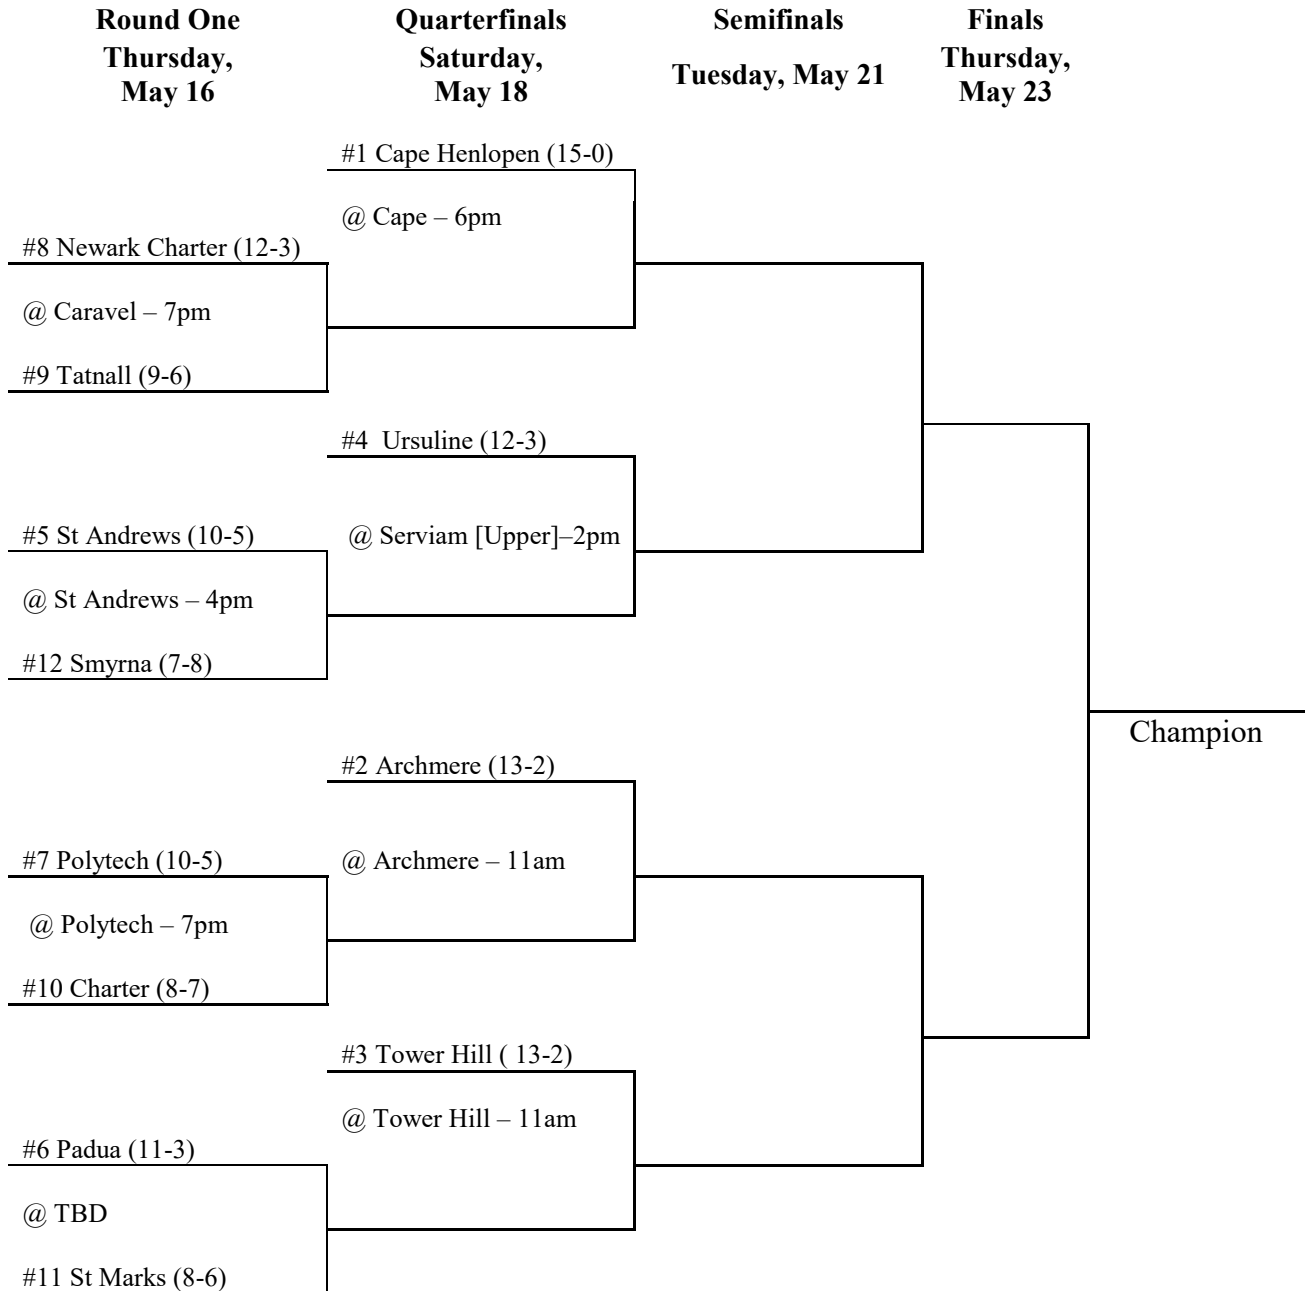 Round One
Thursday,
May 16
Quarterfinals
Saturday,
May 18
Semifinals
Tuesday, May 21
Finals
Thursday,
May 23
#1 Cape Henlopen (15-0)
@ Cape – 6pm
#8 Newark Charter (12-3)
@ Caravel – 7pm
#9 Tatnall (9-6)
#4  Ursuline (12-3)
@ Serviam [Upper]–2pm
#5 St Andrews (10-5)
@ St Andrews – 4pm
#12 Smyrna (7-8)
Champion
#2 Archmere (13-2)
@ Archmere – 11am
#7 Polytech (10-5)
@ Polytech – 7pm
#10 Charter (8-7)
#3 Tower Hill ( 13-2)
@ Tower Hill – 11am
#6 Padua (11-3)
@ TBD
#11 St Marks (8-6)